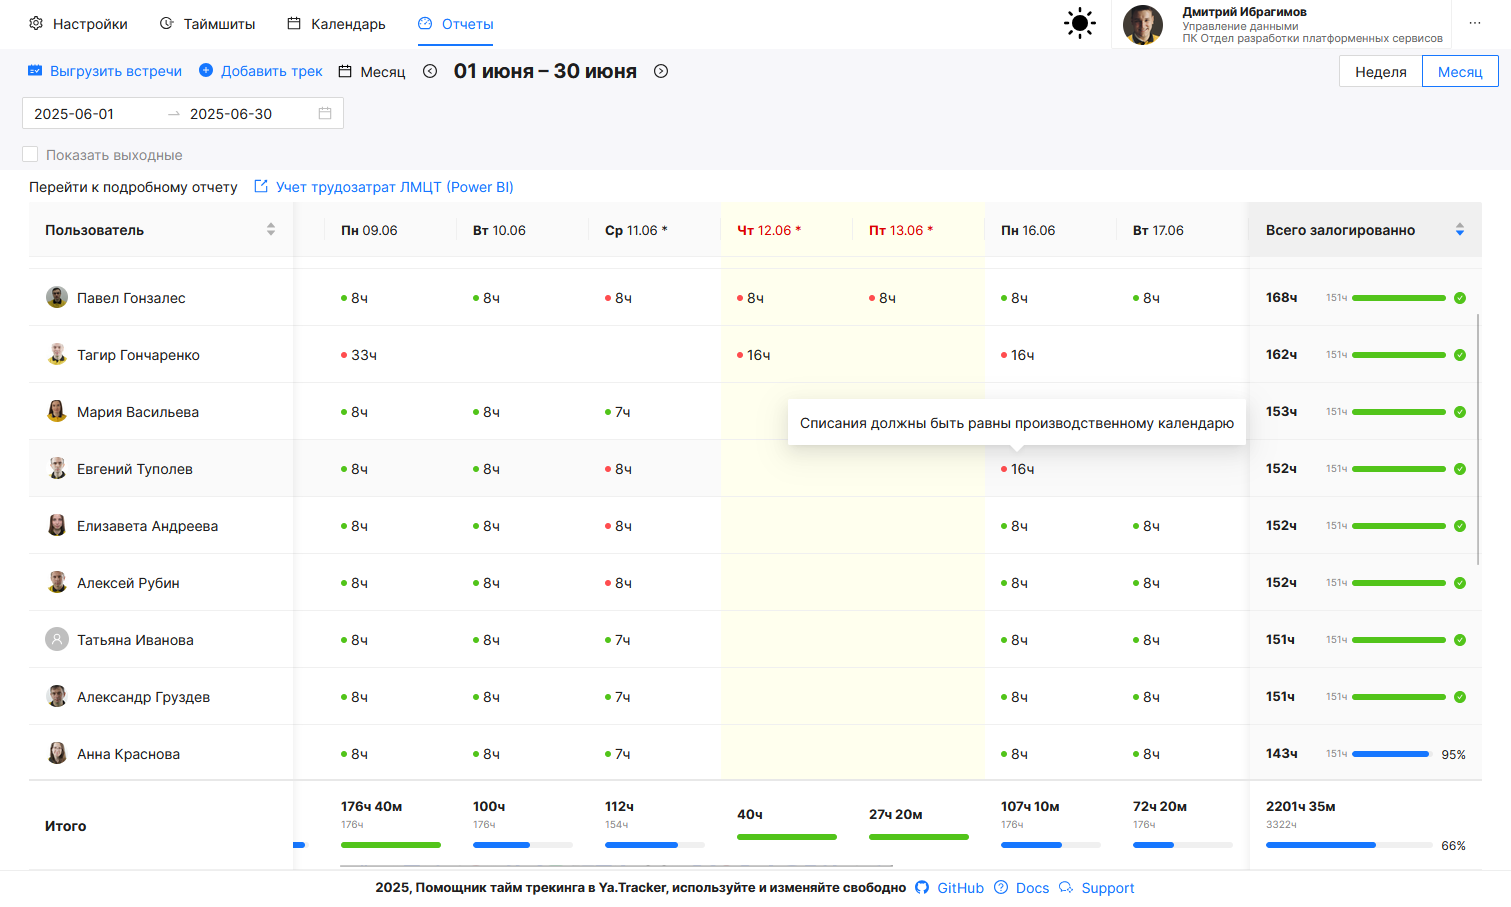 Настройки Таймшиты Календарь Отчеты
Дмитрий Ибрагимов
Управление данными
ПК Отдел разработки платформенных сервисов
Выгрузить встречи Добавить трек Месяц 01 июня – 30 июня Неделя Месяц
2025-06-01 → 2025-06-30
Показать выходные
Перейти к подробному отчету Учет трудозатрат ЛМЦТ (Power BI)
Пользователь Пн 09.06 Вт 10.06 Ср 11.06 * Чт 12.06 * Пт 13.06 * Пн 16.06 Вт 17.06 Всего залогированно
Павел Гонзалес 8ч 8ч 8ч 8ч 8ч 8ч 8ч 168ч 151ч
Тагир Гончаренко 33ч 16ч 16ч 162ч 151ч
Мария Васильева 8ч 8ч 7ч 153ч 151ч
Списания должны быть равны производственному календарю
Евгений Туполев 8ч 8ч 8ч 16ч 152ч 151ч
Елизавета Андреева 8ч 8ч 8ч 8ч 8ч 152ч 151ч
Алексей Рубин 8ч 8ч 8ч 8ч 8ч 152ч 151ч
Татьяна Иванова 8ч 8ч 7ч 8ч 8ч 151ч 151ч
Александр Груздев 8ч 8ч 7ч 8ч 8ч 151ч 151ч
Анна Краснова 8ч 8ч 7ч 8ч 8ч 143ч 151ч 95%
Итого 176ч 40м 100ч 112ч 40ч 27ч 20м 107ч 10м 72ч 20м 2201ч 35м
176ч 176ч 154ч 176ч 176ч 3322ч
66%
2025, Помощник тайм трекинга в Ya.Tracker, используйте и изменяйте свободно GitHub Docs Support